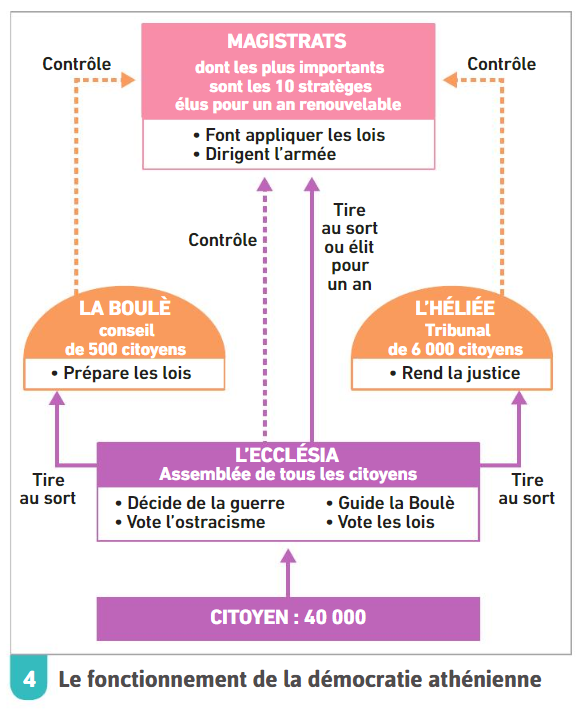 MAGISTRATS
dont les plus importants
sont les 10 stratèges
élus pour un an renouvelable
• Font appliquer les lois
• Dirigent l'armée
Contrôle
Contrôle
Contrôle
Tire
au sort
ou élit
pour
un an
LA BOULÈ
conseil
de 500 citoyens
• Prépare les lois
L'HÉLIÉE
Tribunal
de 6 000 citoyens
• Rend la justice
Tire
au sort
Tire
au sort
L'ECCLÉSIA
Assemblée de tous les citoyens
• Décide de la guerre
• Vote l'ostracisme
• Guide la Boulè
• Vote les lois
CITOYEN : 40 000
4 Le fonctionnement de la démocratie athénienne